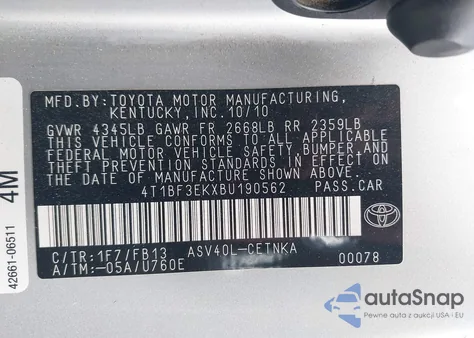 MFD.BY:TOYOTA MOTOR MANUFACTURING,
KENTUCKY,INC.10/10
GVWR 4345LB GAWR FR 2668LB RR 2359LB
THIS VEHICLE CONFORMS TO ALL APPLICABLE
FEDERAL MOTOR VEHICLE SAFETY, BUMPER, AND
THEFT PREVENTION STANDARDS IN EFFECT ON
THE DATE OF MANUFACTURE SHOWN ABOVE.
4T1BF3EKXBU190562 PASS.CAR
C/TR:1F7/FB13 ASV40L-CETNKA
A/TM:-05A/U760E 00078
TOYOTA
4M
42661-06511
autoSnap
Pewne auta z aukcji USA i EU